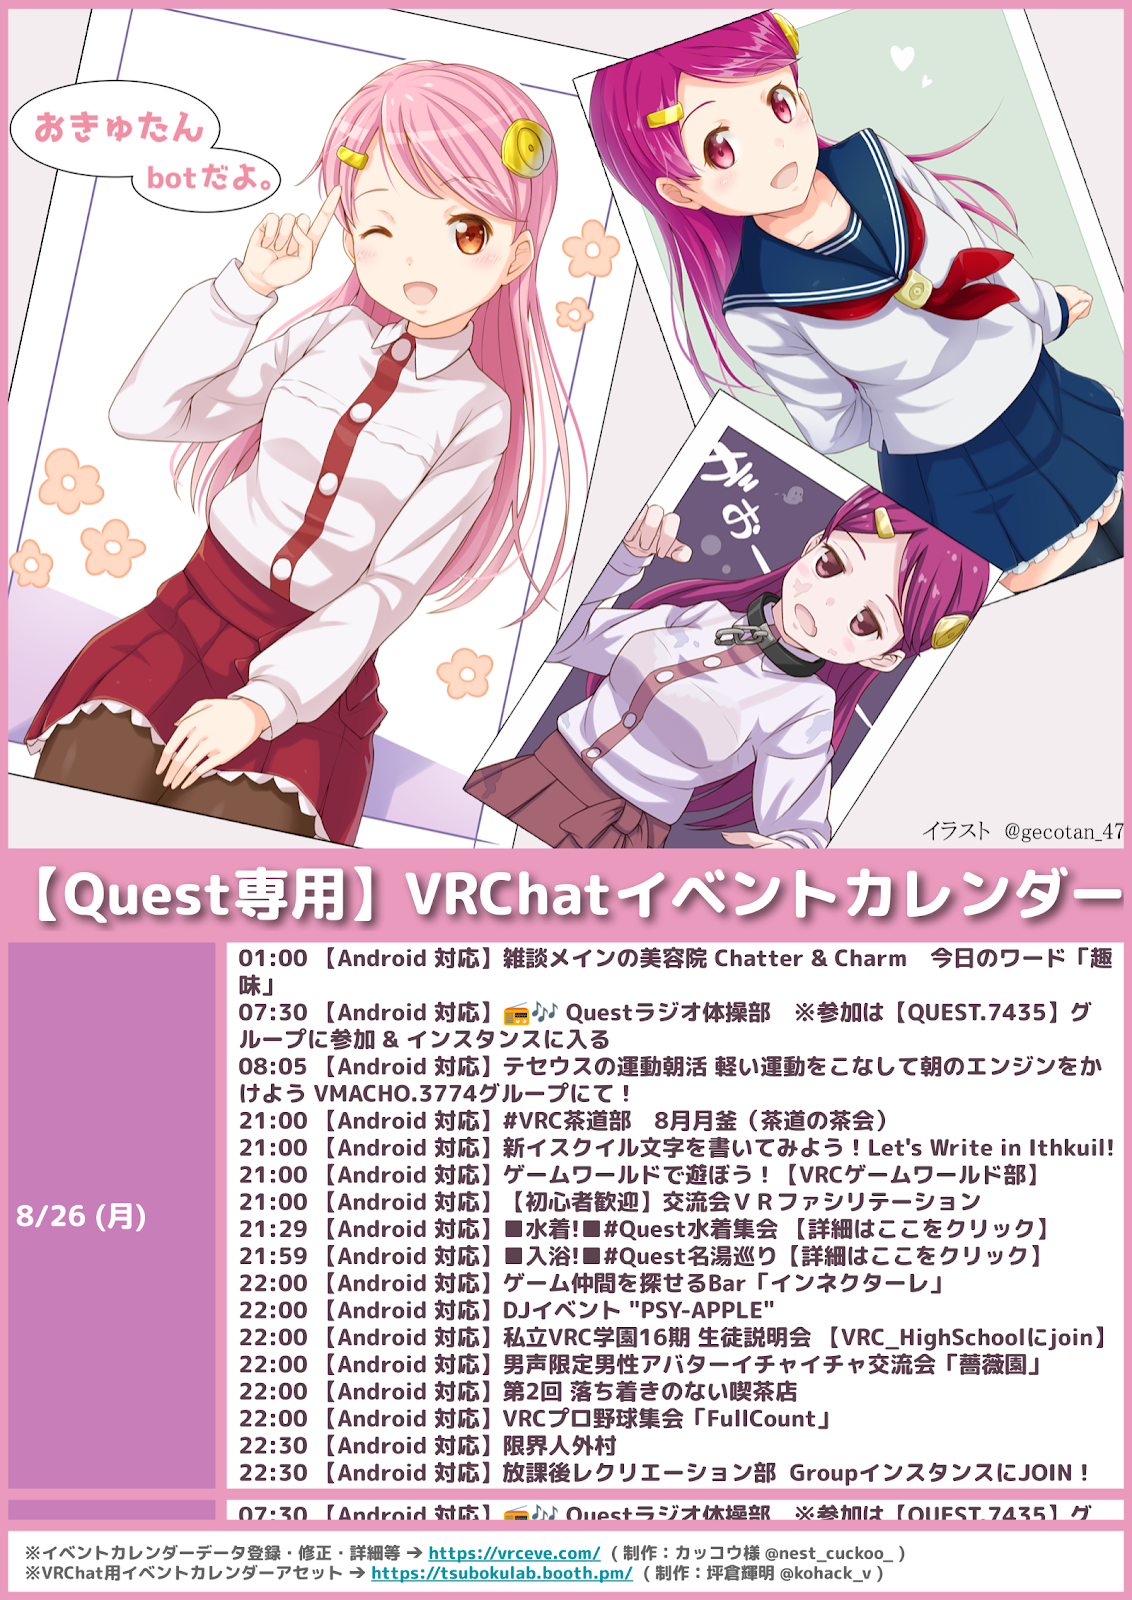 おきゅたん
botだよ。
がおー
イラスト @gecotan_47
【Quest専用】VRChatイベントカレンダー
8/26 (月)
01:00 【Android 対応】雑談メインの美容院 Chatter & Charm　今日のワード「趣
味」
07:30 【Android 対応】📻🎶 Questラジオ体操部　※参加は【QUEST.7435】グ
ループに参加 & インスタンスに入る
08:05 【Android 対応】テセウスの運動朝活 軽い運動をこなして朝のエンジンをか
けよう VMACHO.3774グループにて！
21:00 【Android 対応】#VRC茶道部　8月月釜（茶道の茶会）
21:00 【Android 対応】新イスクイル文字を書いてみよう！Let's Write in Ithkuil!
21:00 【Android 対応】ゲームワールドで遊ぼう！【VRCゲームワールド部】
21:00 【Android 対応】【初心者歓迎】交流会ＶＲファシリテーション
21:29 【Android 対応】■水着!■#Quest水着集会 【詳細はここをクリック】
21:59 【Android 対応】■入浴!■#Quest名湯巡り【詳細はここをクリック】
22:00 【Android 対応】ゲーム仲間を探せるBar「インネクターレ」
22:00 【Android 対応】DJイベント "PSY-APPLE"
22:00 【Android 対応】私立VRC学園16期 生徒説明会 【VRC_HighSchoolにjoin】
22:00 【Android 対応】男声限定男性アバターイチャイチャ交流会「薔薇園」
22:00 【Android 対応】第2回 落ち着きのない喫茶店
22:00 【Android 対応】VRCプロ野球集会「FullCount」
22:30 【Android 対応】限界人外村
22:30 【Android 対応】放課後レクリエーション部 GroupインスタンスにJOIN！
07:30 【Android 対応】📻🎶 Questラジオ体操部　※参加は【QUEST.7435】グ
※イベントカレンダーデータ登録・修正・詳細等 → https://vrceve.com/ （制作：カッコウ様 @nest_cuckoo_）
※VRChat用イベントカレンダーアセット → https://tsubokulab.booth.pm/ （制作：坪倉輝明 @kohack_v）